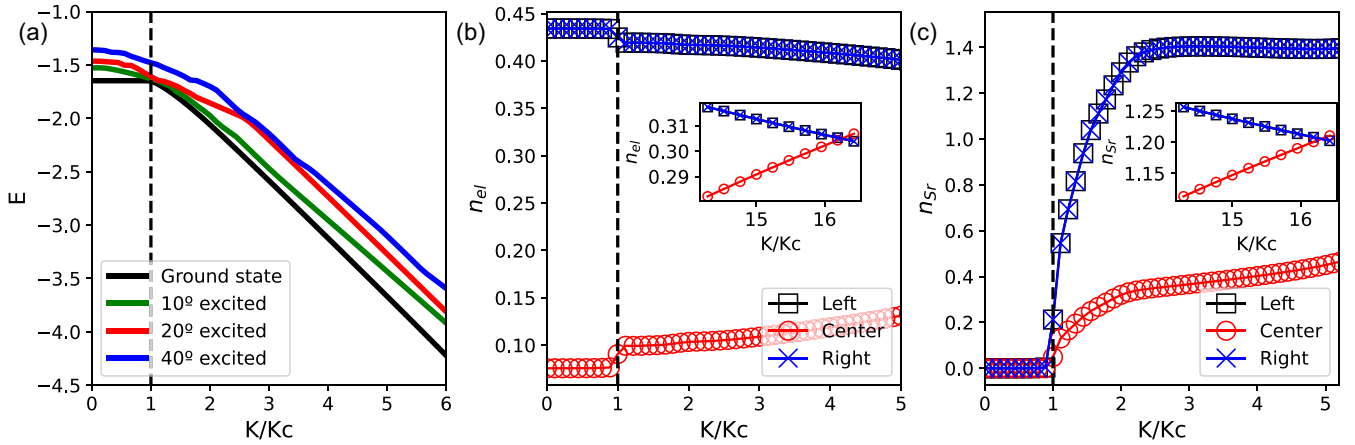 (a)
−1.0
−1.5
−2.0
−2.5
−3.0
−3.5
−4.0
−4.5
E
0 1 2 3 4 5 6
K/Kc
Ground state
10º excited
20º excited
40º excited
(b)
0.45
0.40
0.35
0.30
0.25
0.20
0.15
0.10
n_el
0 1 2 3 4 5
K/Kc
0.31
0.30
0.29
n_el
15 16
K/Kc
Left
Center
Right
(c)
1.4
1.2
1.0
0.8
0.6
0.4
0.2
0.0
n_Sr
0 1 2 3 4 5
K/Kc
1.25
1.20
1.15
n_Sr
15 16
K/Kc
Left
Center
Right